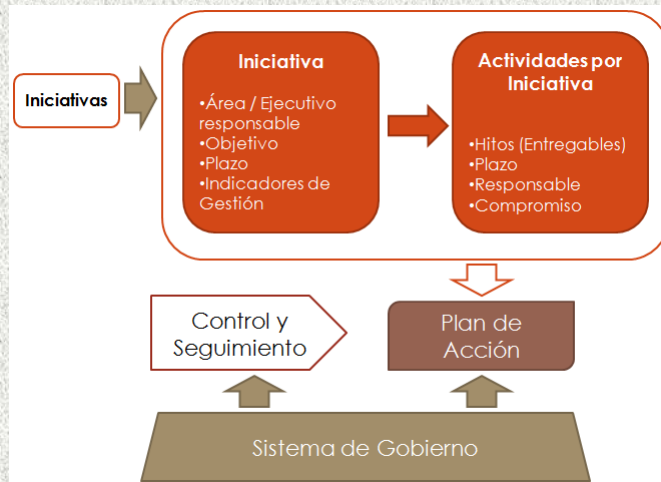 Iniciativas
Iniciativa
•Área / Ejecutivo
responsable
•Objetivo
•Plazo
•Indicadores de
Gestión
Actividades por
Iniciativa
•Hitos (Entregables)
•Plazo
•Responsable
•Compromiso
Control y
Seguimiento
Plan de
Acción
Sistema de Gobierno